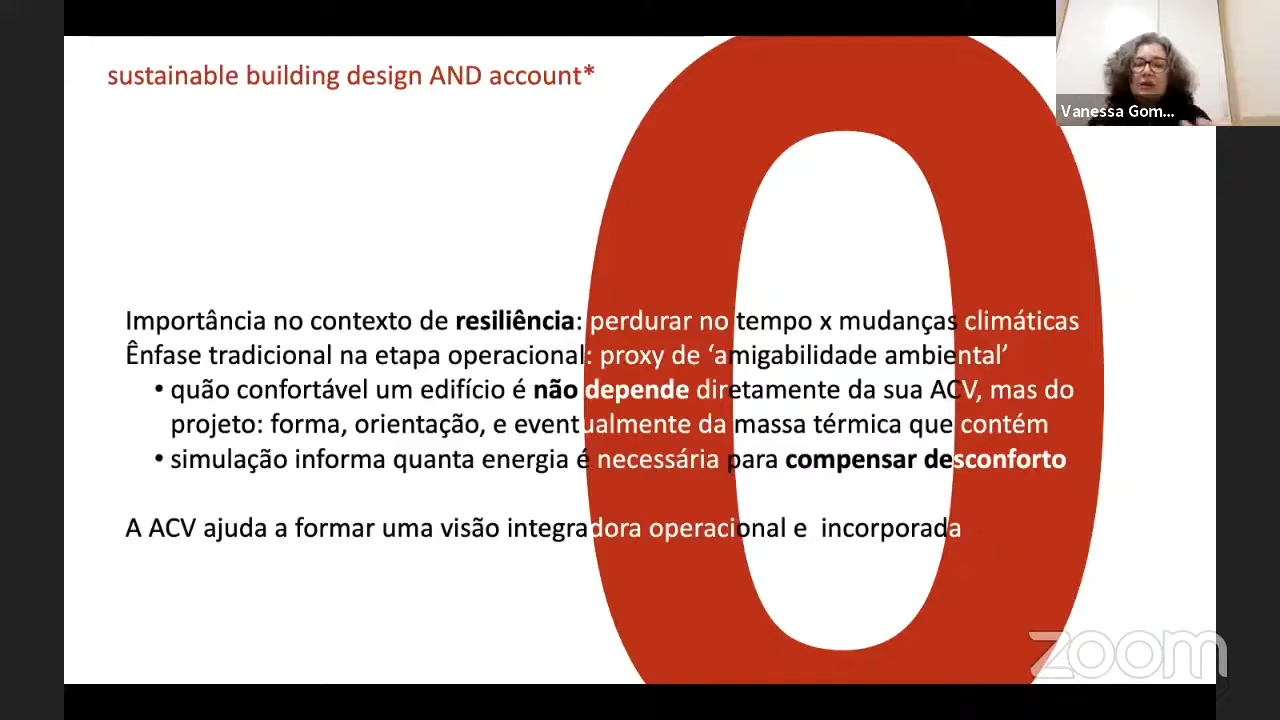 sustainable building design AND account*
Vanessa Gom...
Importância no contexto de resiliência: perdurar no tempo x mudanças climáticas
Ênfase tradicional na etapa operacional: proxy de ‘amigabilidade ambiental’
• quão confortável um edifício é não depende diretamente da sua ACV, mas do
projeto: forma, orientação, e eventualmente da massa térmica que contém
• simulação informa quanta energia é necessária para compensar desconforto
A ACV ajuda a formar uma visão integradora operacional e  incorporada
0
zoom